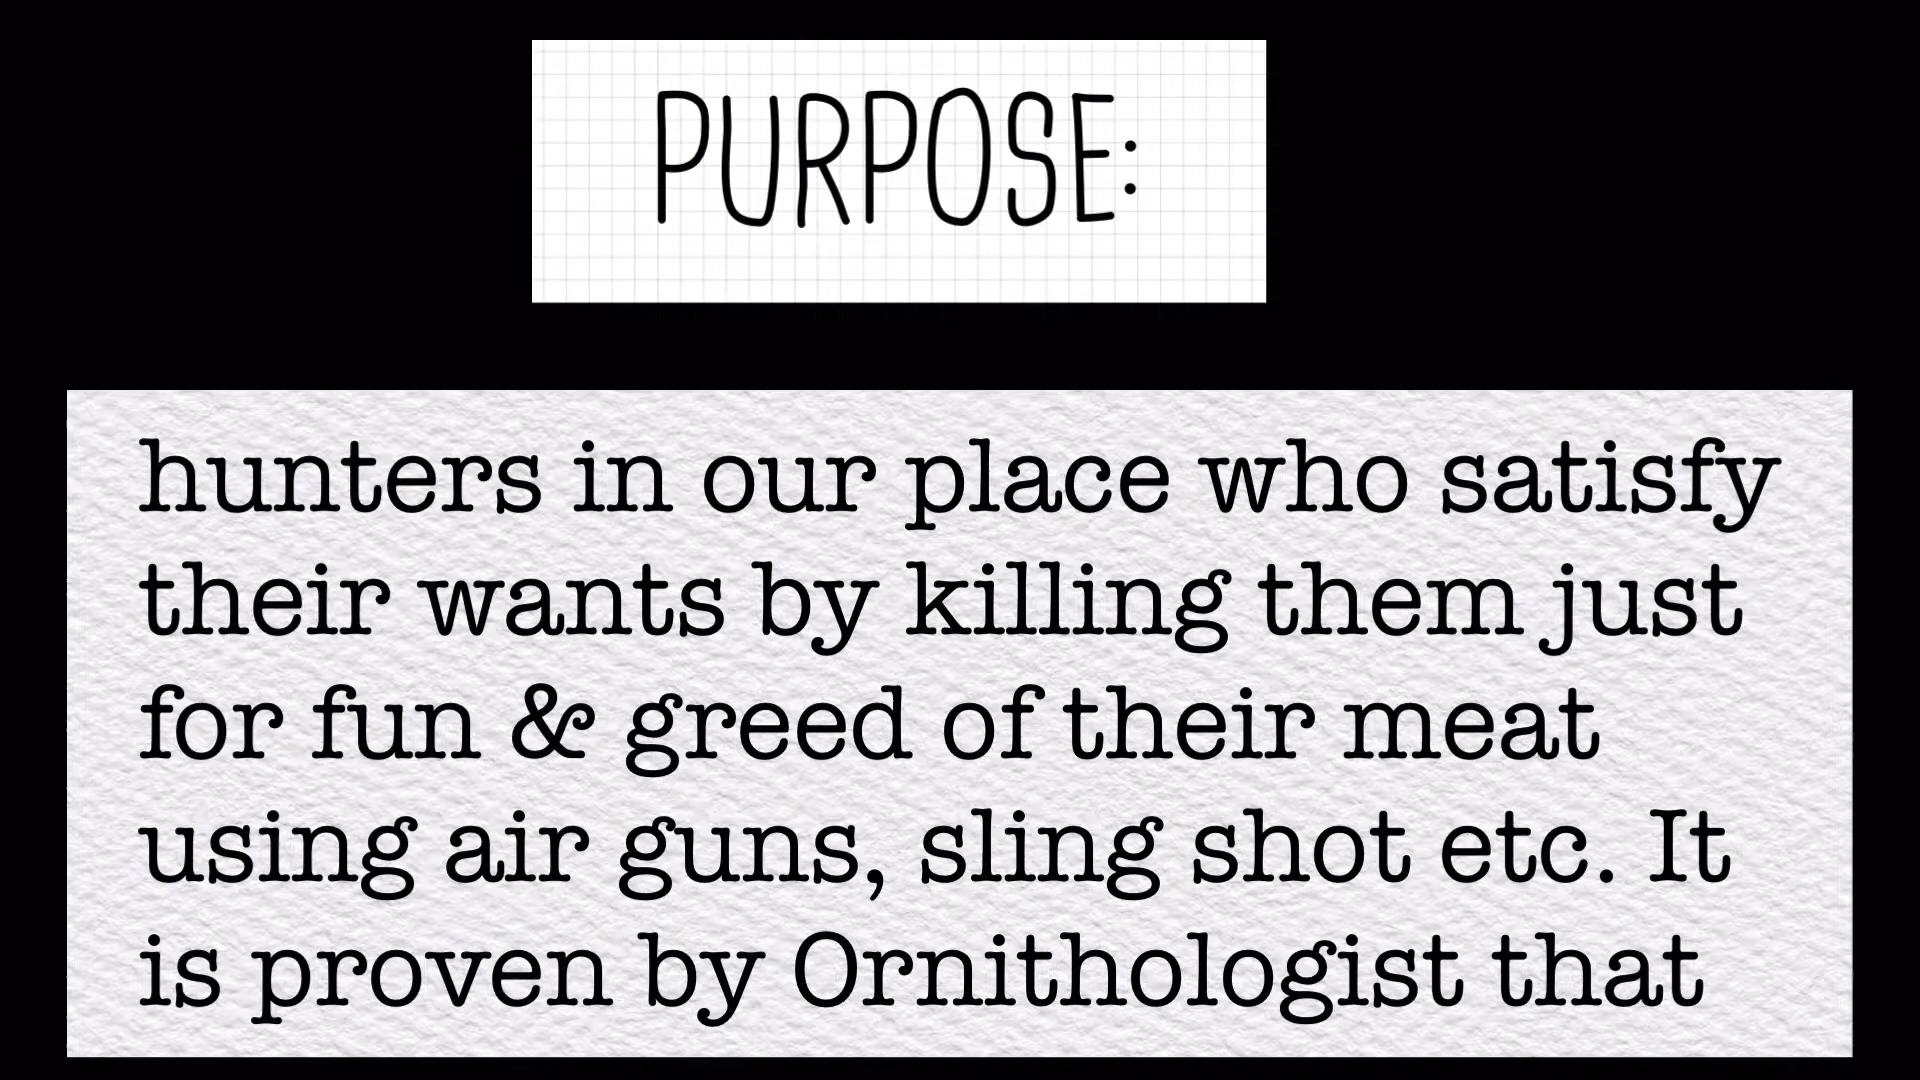 PURPOSE:
hunters in our place who satisfy
their wants by killing them just
for fun & greed of their meat
using air guns, sling shot etc. It
is proven by Ornithologist that